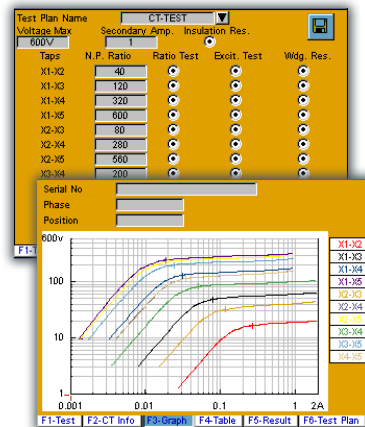 Test Plan Name CT-TEST
Voltage Max Secondary Amp. Insulation Res.
600V 1
Taps N.P. Ratio Ratio Test Excit. Test Wdg. Res.
X1-X2 40
X1-X3 120
X1-X4 320
X1-X5 600
X2-X3 80
X2-X4 280
X2-X5 560
X3-X4 200
F1-T
Serial No
Phase
Position
600v
100
10
1
0.001 0.01 0.1 1 2A
X1-X2
X1-X3
X1-X4
X1-X5
X2-X3
X2-X4
X2-X5
X3-X4
X3-X5
X4-X5
F1-Test F2-CT Info F3-Graph F4-Table F5-Result F6-Test Plan